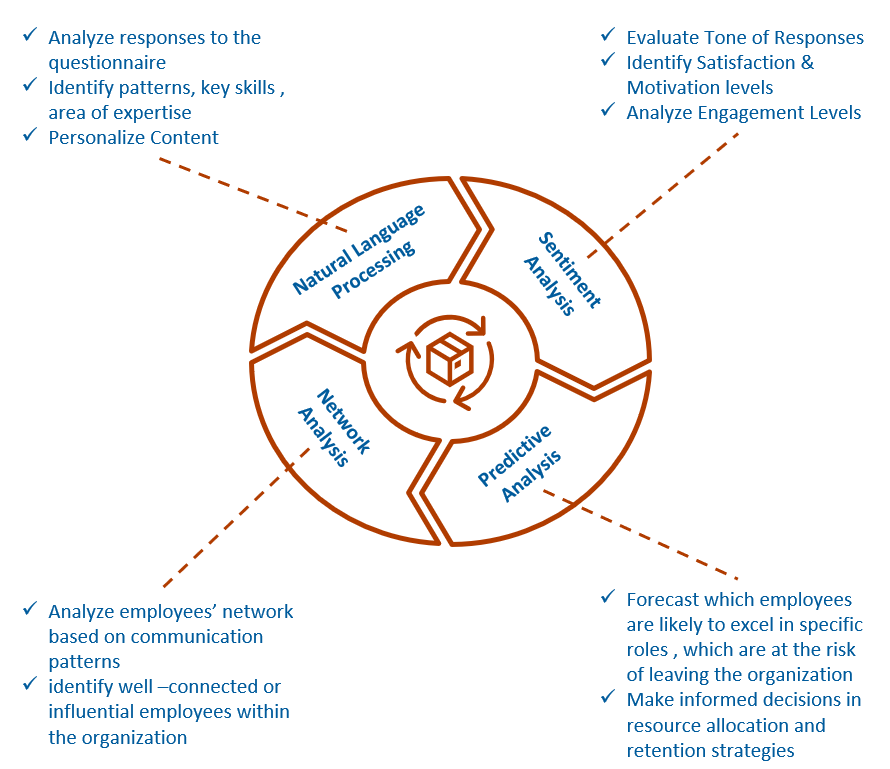 ✓ Analyze responses to the
questionnaire
✓ Identify patterns, key skills ,
area of expertise
✓ Personalize Content
✓ Evaluate Tone of Responses
✓ Identify Satisfaction &
Motivation levels
✓ Analyze Engagement Levels
Natural Language
Processing
Sentiment
Analysis
Network
Analysis
Predictive
Analysis
✓ Analyze employees’ network
based on communication
patterns
✓ identify well –connected or
influential employees within
the organization
✓ Forecast which employees
are likely to excel in specific
roles , which are at the risk
of leaving the organization
✓ Make informed decisions in
resource allocation and
retention strategies